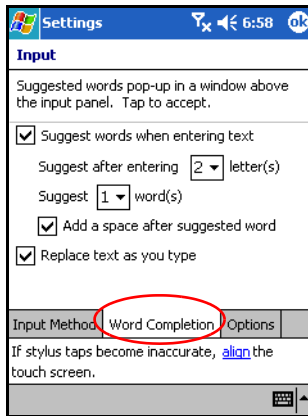 Settings 6:58 ok
Input
Suggested words pop-up in a window above
the input panel. Tap to accept.
Suggest words when entering text
Suggest after entering 2 letter(s)
Suggest 1 word(s)
Add a space after suggested word
Replace text as you type
Input Method Word Completion Options
If stylus taps become inaccurate, align the
touch screen.